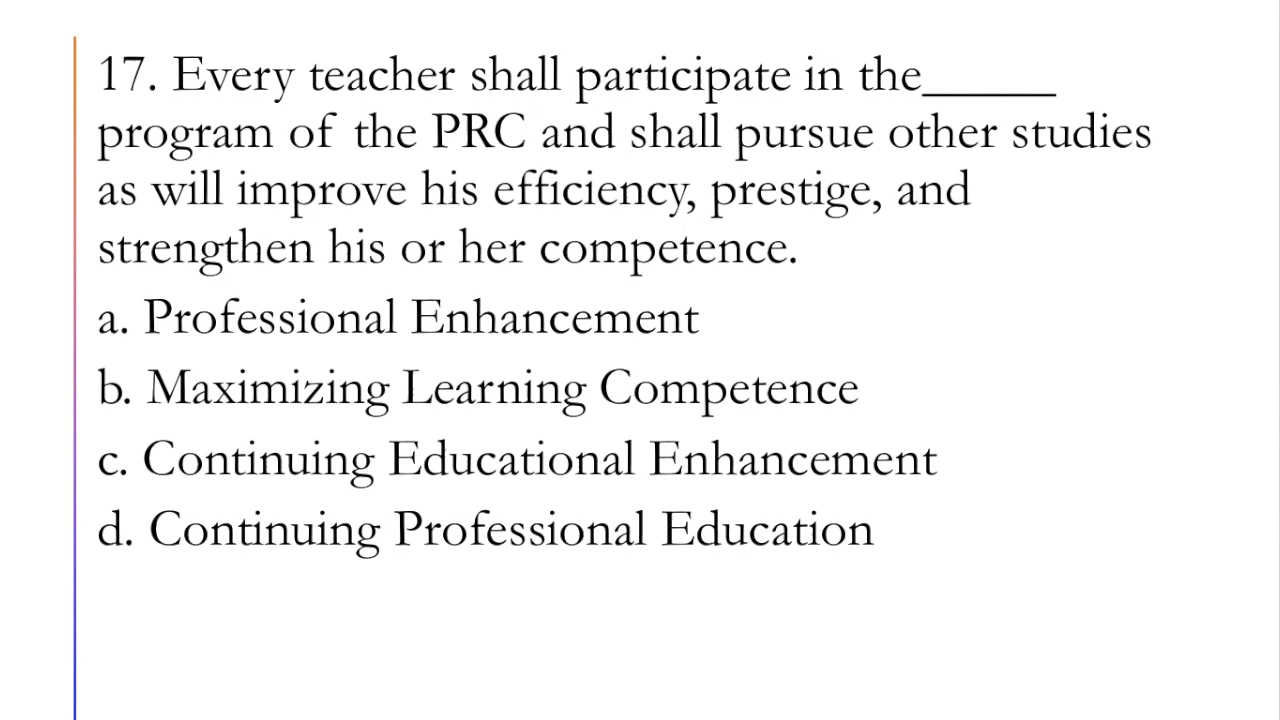 17. Every teacher shall participate in the_____
program of the PRC and shall pursue other studies
as will improve his efficiency, prestige, and
strengthen his or her competence.
a. Professional Enhancement
b. Maximizing Learning Competence
c. Continuing Educational Enhancement
d. Continuing Professional Education